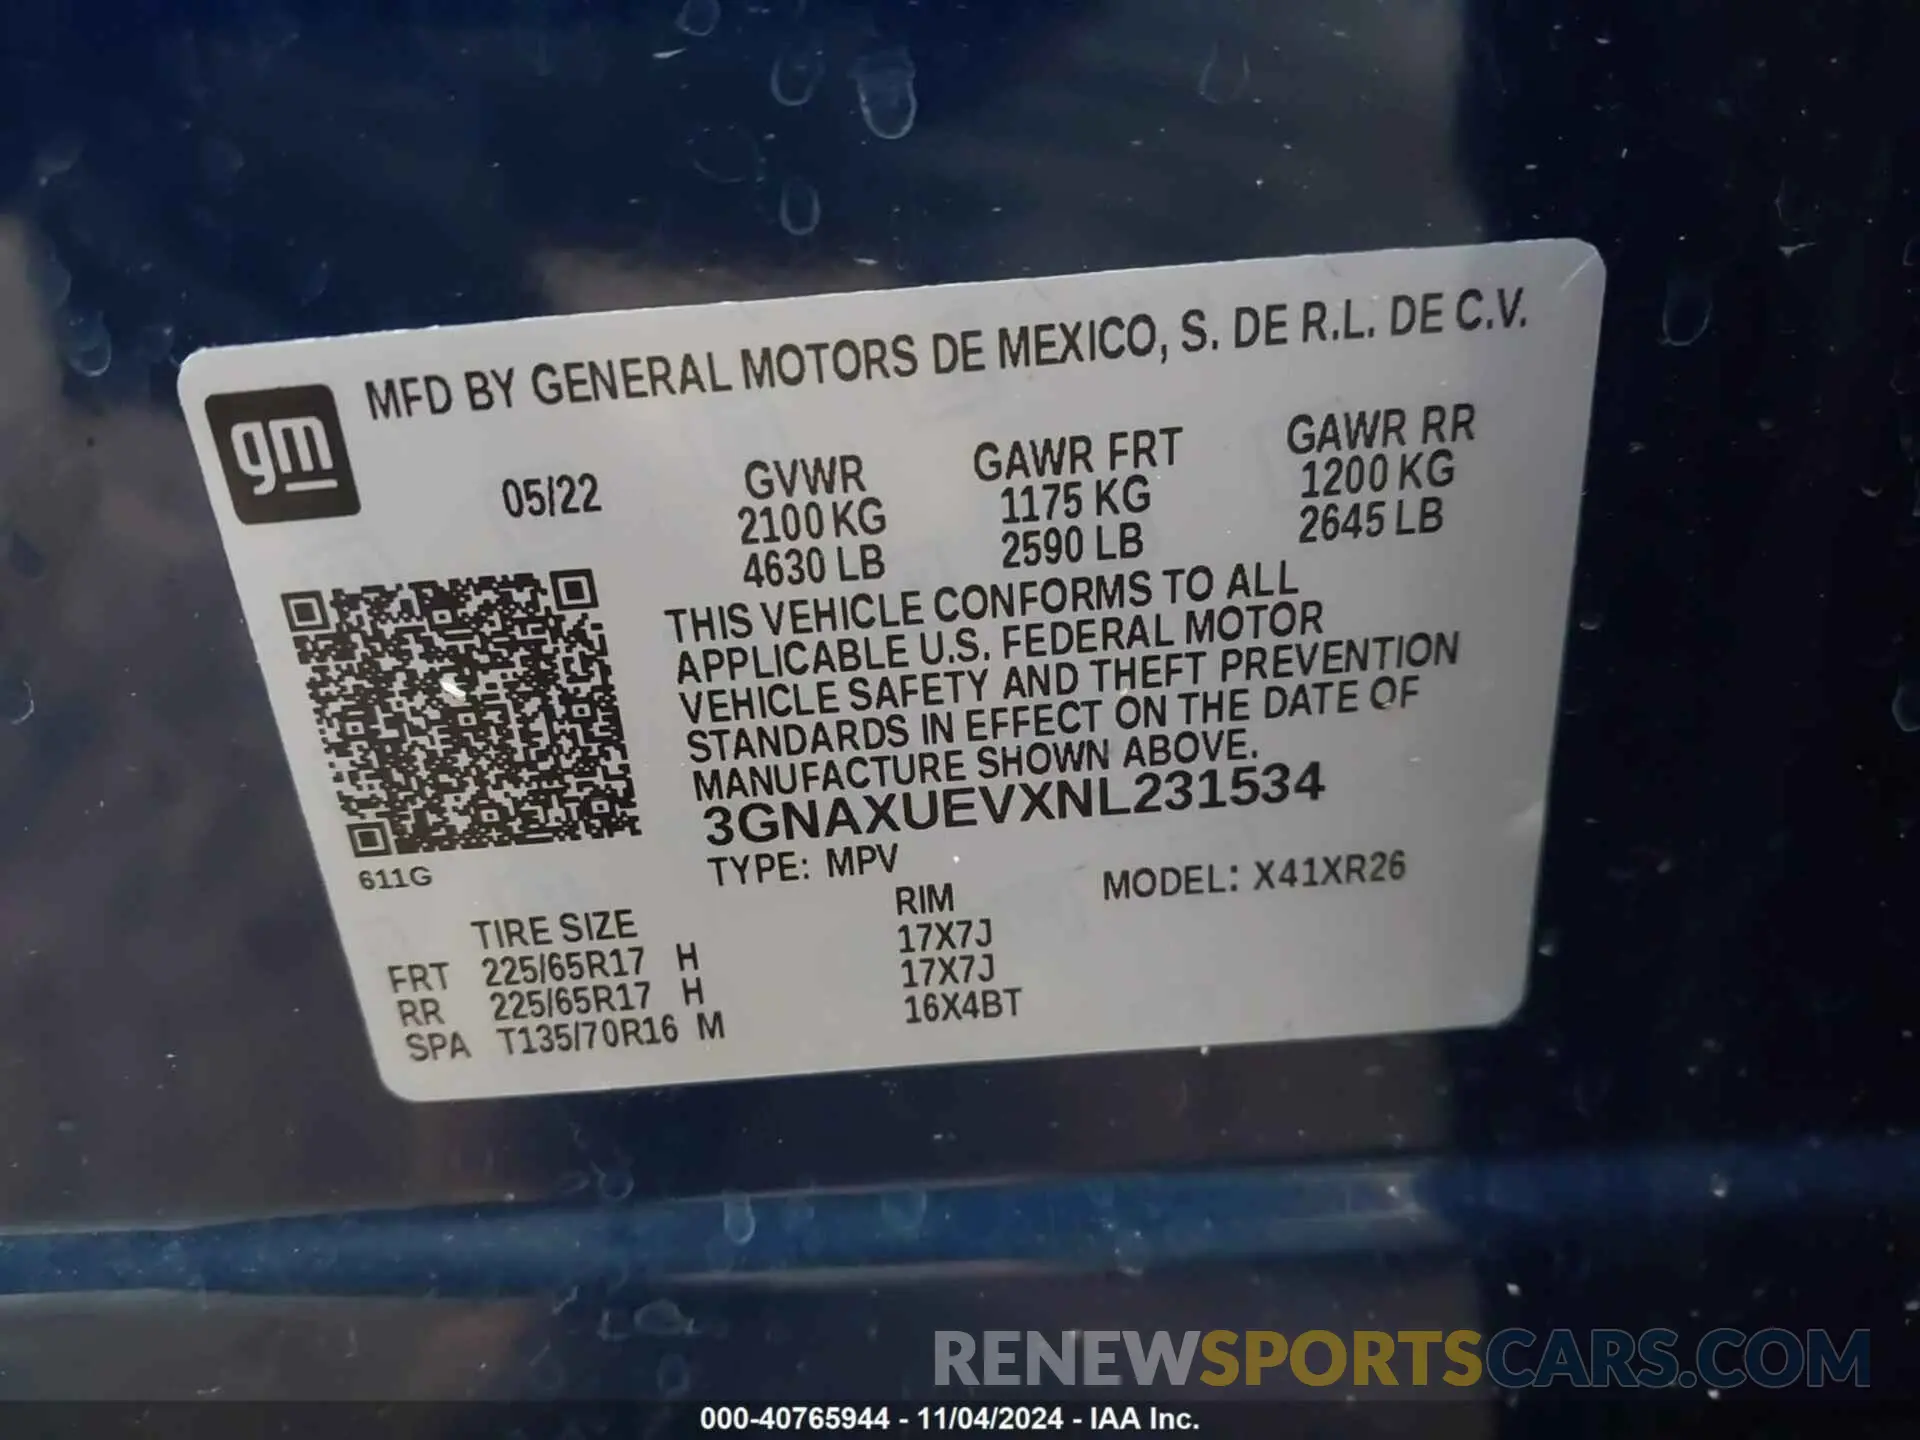 MFD BY GENERAL MOTORS DE MEXICO, S. DE R.L. DE C.V.
gm
05/22
GVWR
2100 KG
4630 LB
GAWR FRT
1175 KG
2590 LB
GAWR RR
1200 KG
2645 LB
THIS VEHICLE CONFORMS TO ALL
APPLICABLE U.S. FEDERAL MOTOR
VEHICLE SAFETY AND THEFT PREVENTION
STANDARDS IN EFFECT ON THE DATE OF
MANUFACTURE SHOWN ABOVE.
3GNAXUEVXNL231534
TYPE: MPV
MODEL: X41XR26
611G
TIRE SIZE RIM
FRT 225/65R17 H 17X7J
RR 225/65R17 H 17X7J
SPA T135/70R16 M 16X4BT
RENEWSPORTSCARS.COM
000-40765944 - 11/04/2024 - IAA Inc.